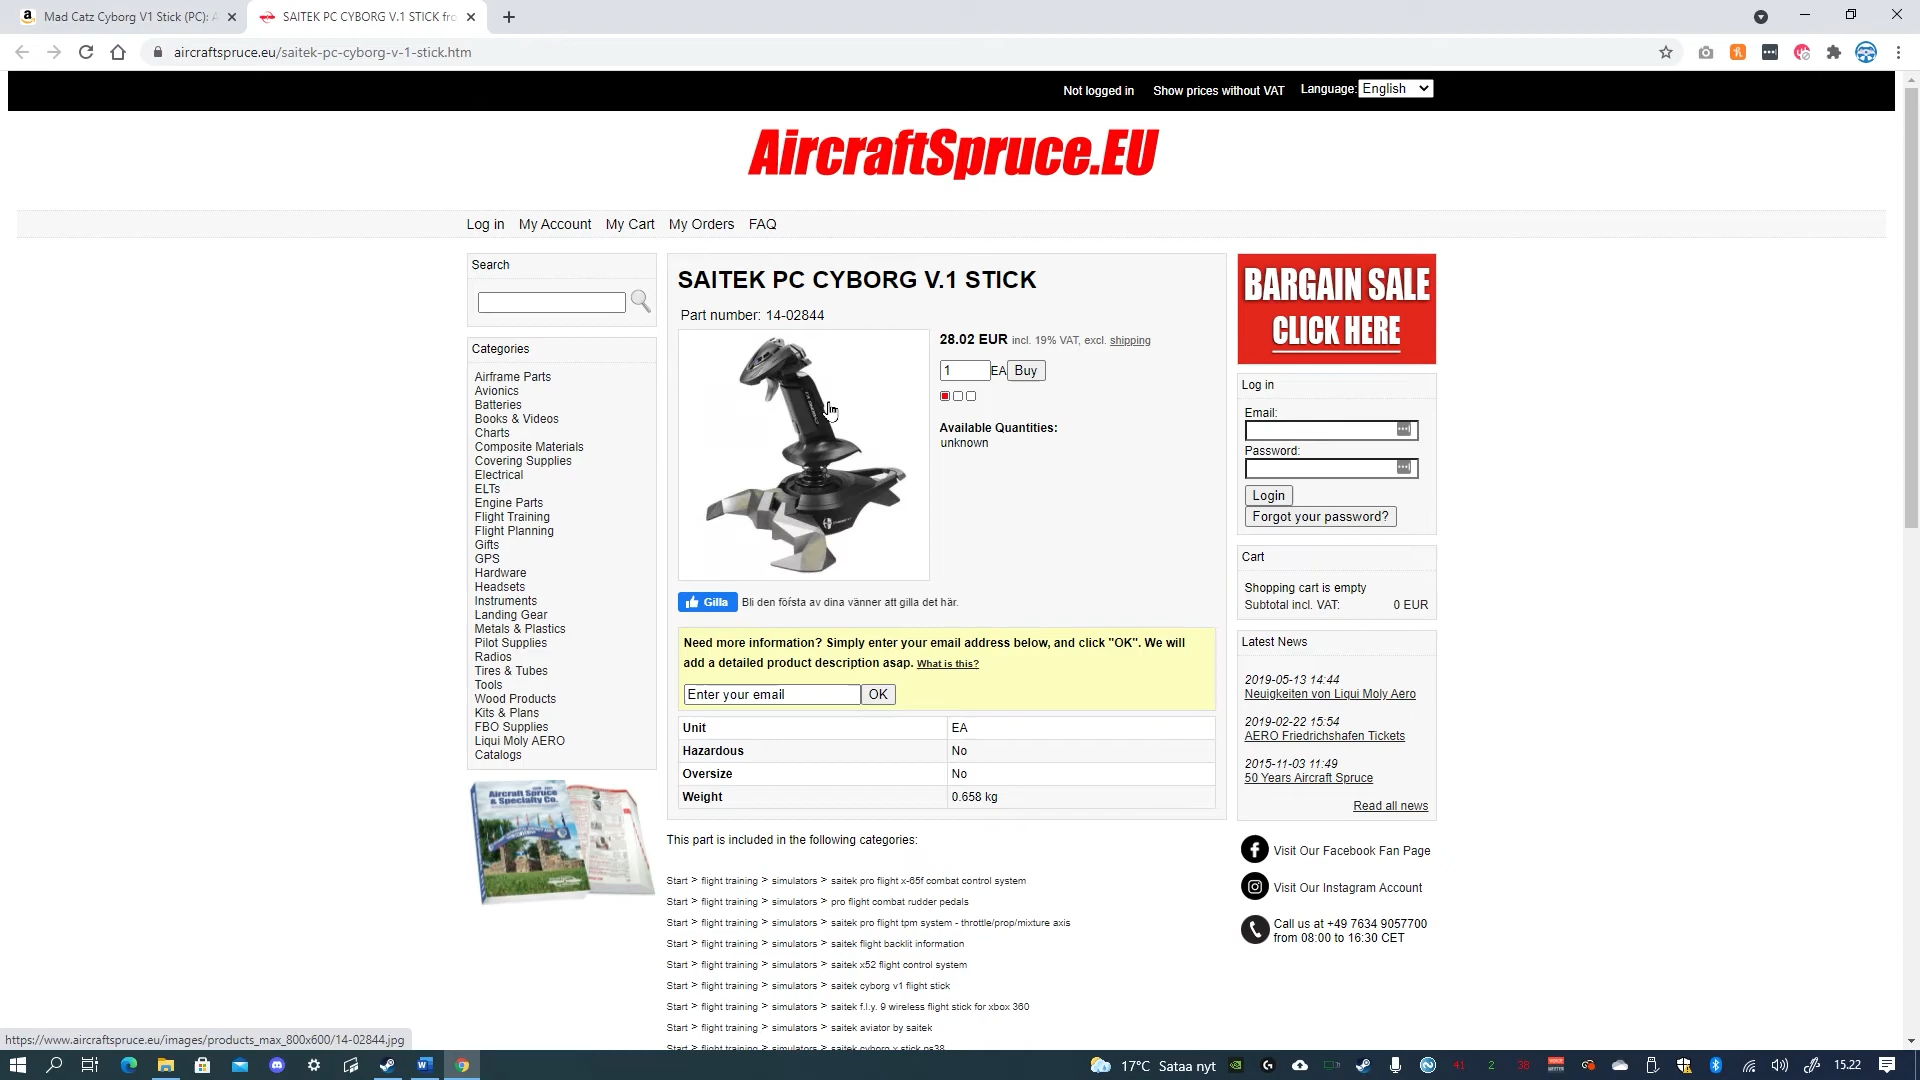 Mad Catz Cyborg V1 Stick (PC):
SAITEK PC CYBORG V.1 STICK fro
aircraftspruce.eu/saitek-pc-cyborg-v-1-stick.htm
Not logged in
Show prices without VAT
Language: English
AircraftSpruce.EU
Log in
My Account
My Cart
My Orders
FAQ
Search
Categories
Airframe Parts
Avionics
Batteries
Books & Videos
Charts
Composite Materials
Covering Supplies
Electrical
ELTs
Engine Parts
Flight Training
Flight Planning
Gifts
GPS
Hardware
Headsets
Instruments
Landing Gear
Metals & Plastics
Pilot Supplies
Radios
Tires & Tubes
Tools
Wood Products
Kits & Plans
FBO Supplies
Liqui Moly AERO
Catalogs
Aircraft Spruce
& Specialty Co.
SAITEK PC CYBORG V.1 STICK
Part number: 14-02844
28.02 EUR incl. 19% VAT, excl. shipping
1 EA Buy
Available Quantities:
unknown
Gilla Bli den första av dina vänner att gilla det här.
Need more information? Simply enter your email address below, and click "OK". We will
add a detailed product description asap. What is this?
Enter your email OK
Unit EA
Hazardous No
Oversize No
Weight 0.658 kg
This part is included in the following categories:
Start > flight training > simulators > saitek pro flight x-65f combat control system
Start > flight training > simulators > pro flight combat rudder pedals
Start > flight training > simulators > saitek pro flight tpm system - throttle/prop/mixture axis
Start > flight training > simulators > saitek flight backlit information
Start > flight training > simulators > saitek x52 flight control system
Start > flight training > simulators > saitek cyborg v1 flight stick
Start > flight training > simulators > saitek f.l.y. 9 wireless flight stick for xbox 360
Start > flight training > simulators > saitek aviator by saitek
Start > flight training > simulators > saitek cyborg x stick ps38
BARGAIN SALE
CLICK HERE
Log in
Email:
Password:
Login
Forgot your password?
Cart
Shopping cart is empty
Subtotal incl. VAT: 0 EUR
Latest News
2019-05-13 14:44
Neuigkeiten von Liqui Moly Aero
2019-02-22 15:54
AERO Friedrichshafen Tickets
2015-11-03 11:49
50 Years Aircraft Spruce
Read all news
Visit Our Facebook Fan Page
Visit Our Instagram Account
Call us at +49 7634 9057700
from 08:00 to 16:30 CET
https://www.aircraftspruce.eu/images/products_max_800x600/14-02844.jpg
17°C Sataa nyt
41
2
38
15.22